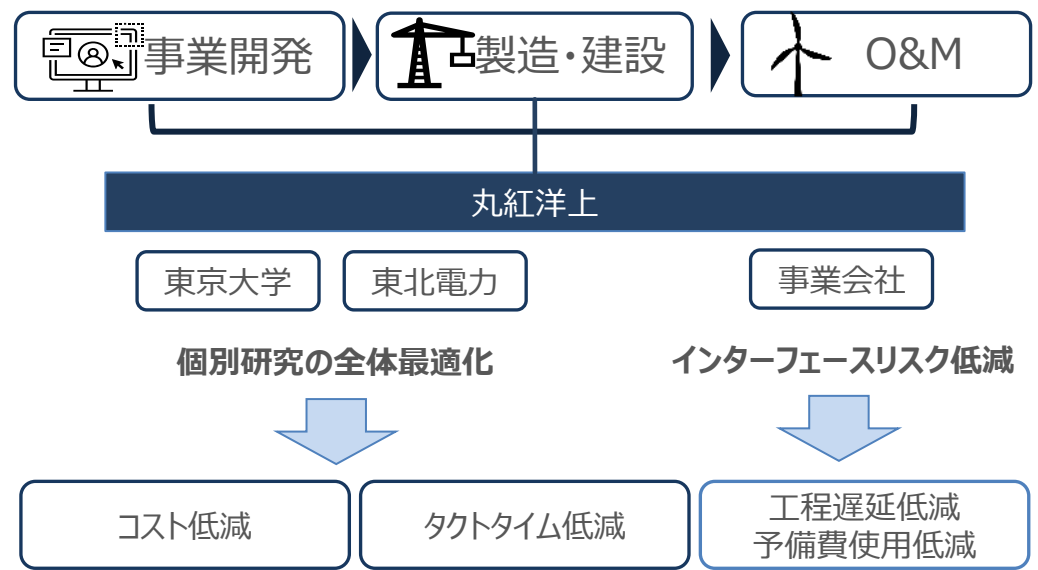 事業開発
製造・建設
O&M
丸紅洋上
東京大学
東北電力
事業会社
個別研究の全体最適化
インターフェースリスク低減
コスト低減
タクトタイム低減
工程遅延低減
予備費使用低減